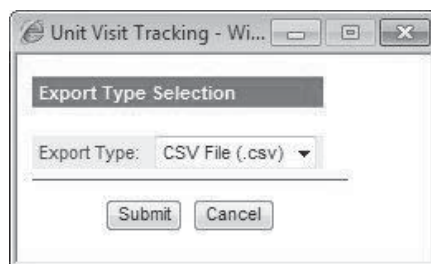 Unit Visit Tracking - Wi...
Export Type Selection
Export Type: CSV File (.csv)
Submit Cancel